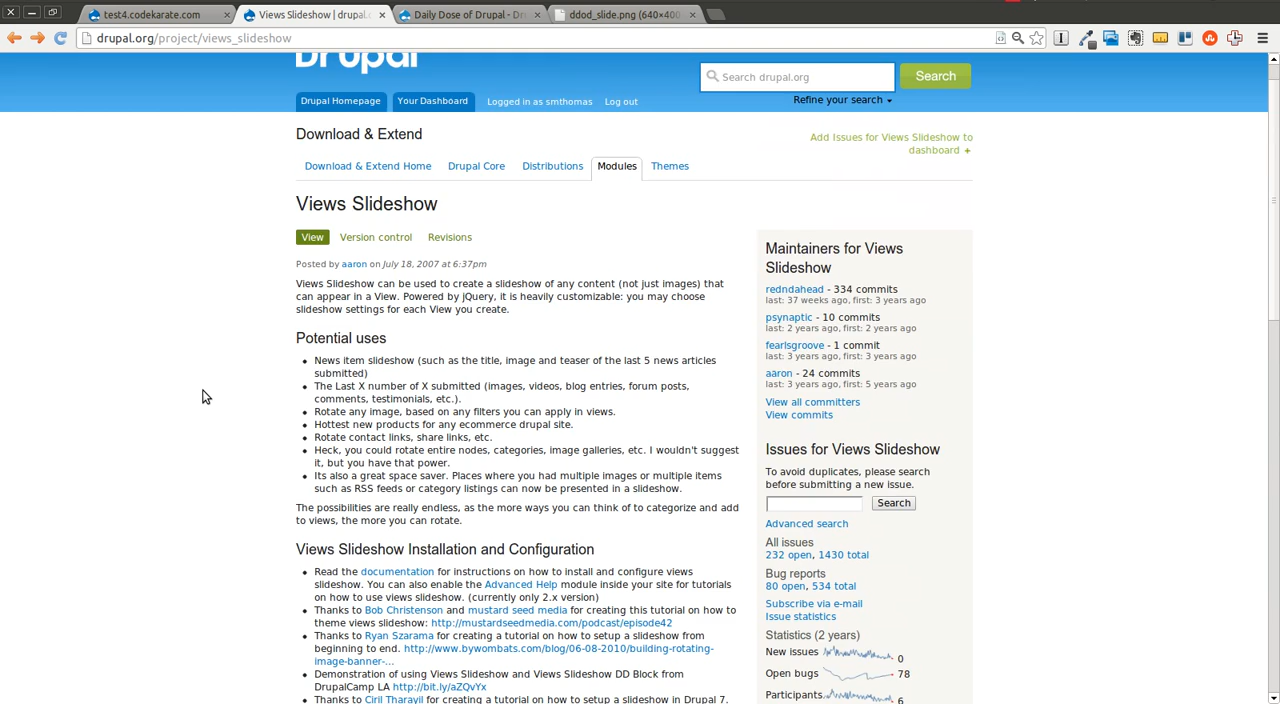 test4.codekarate.com
Views Slideshow | drupal.o
Daily Dose of Drupal - Dro
ddod_slide.png (640×400
drupal.org/project/views_slideshow
Drupal
Search drupal.org
Search
Drupal Homepage
Your Dashboard
Logged in as smthomas
Log out
Refine your search
Download & Extend
Add Issues for Views Slideshow to
dashboard +
Download & Extend Home
Drupal Core
Distributions
Modules
Themes
Views Slideshow
View
Version control
Revisions
Posted by aaron on July 18, 2007 at 6:37pm
Views Slideshow can be used to create a slideshow of any content (not just images) that
can appear in a View. Powered by jQuery, it is heavily customizable: you may choose
slideshow settings for each View you create.
Potential uses
News item slideshow (such as the title, image and teaser of the last 5 news articles
submitted)
The Last X number of X submitted (images, videos, blog entries, forum posts,
comments, testimonials, etc.).
Rotate any image, based on any filters you can apply in views.
Hottest new products for any ecommerce drupal site.
Rotate contact links, share links, etc.
Heck, you could rotate entire nodes, categories, image galleries, etc. I wouldn't suggest
it, but you have that power.
Its also a great space saver. Places where you had multiple images or multiple items
such as RSS feeds or category listings can now be presented in a slideshow.
The possibilities are really endless, as the more ways you can think of to categorize and add
to views, the more you can rotate.
Views Slideshow Installation and Configuration
Read the documentation for instructions on how to install and configure views
slideshow. You can also enable the Advanced Help module inside your site for tutorials
on how to use views slideshow. (currently only 2.x version)
Thanks to Bob Christenson and mustard seed media for creating this tutorial on how to
theme views slideshow: http://mustardseedmedia.com/podcast/episode42
Thanks to Ryan Szarama for creating a tutorial on how to setup a slideshow from
beginning to end. http://www.bywombats.com/blog/06-08-2010/building-rotating-
image-banner-...
Demonstration of using Views Slideshow and Views Slideshow DD Block from
DrupalCamp LA http://bit.ly/aZQvYx
Thanks to Ciril Tharayil for creating a tutorial on how to setup a slideshow in Drupal 7.
Maintainers for Views
Slideshow
redndahead - 334 commits
last: 37 weeks ago, first: 3 years ago
psynaptic - 10 commits
last: 2 years ago, first: 2 years ago
fearlsgroove - 1 commit
last: 3 years ago, first: 3 years ago
aaron - 24 commits
last: 3 years ago, first: 5 years ago
View all committers
View commits
Issues for Views Slideshow
To avoid duplicates, please search
before submitting a new issue.
Search
Advanced search
All issues
232 open, 1430 total
Bug reports
80 open, 534 total
Subscribe via e-mail
Issue statistics
Statistics (2 years)
New issues 0
Open bugs 78
Participants 6